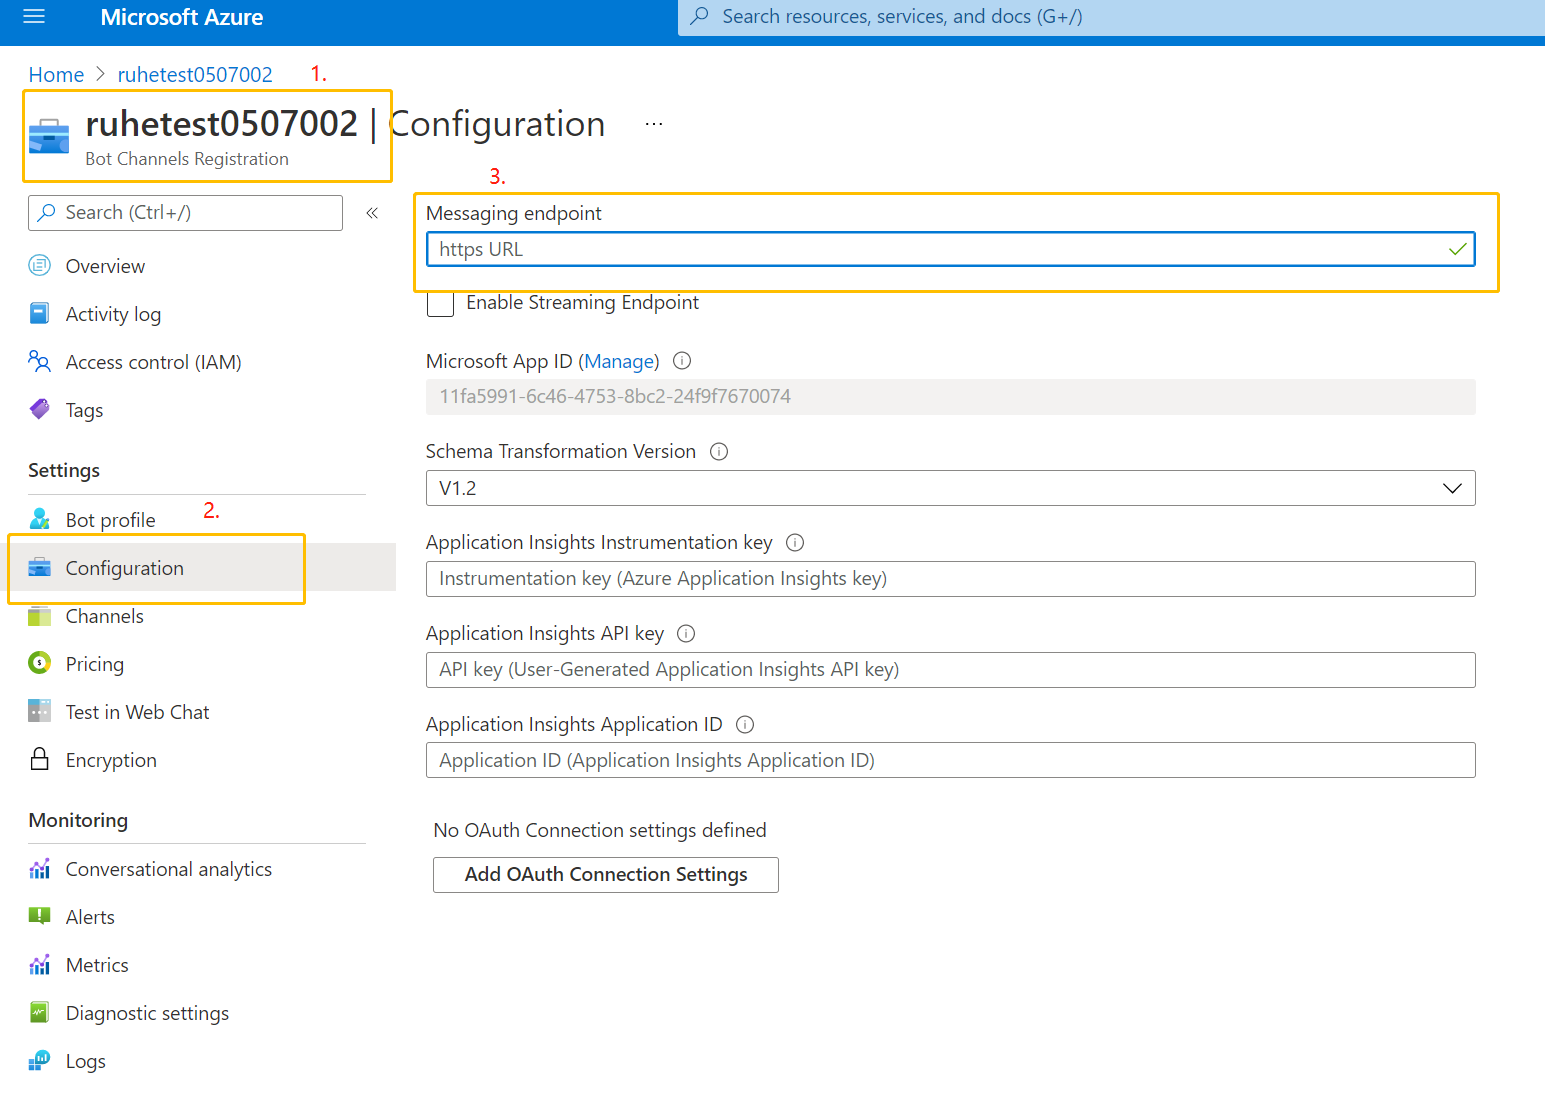 Microsoft Azure
Search resources, services, and docs (G+/)
Home > ruhetest0507002
1.
ruhetest0507002 | Configuration ...
Bot Channels Registration
Search (Ctrl+/)
«
Overview
Activity log
Access control (IAM)
Tags
Settings
2.
Bot profile
Configuration
Channels
Pricing
Test in Web Chat
Encryption
Monitoring
Conversational analytics
Alerts
Metrics
Diagnostic settings
Logs
3.
Messaging endpoint
https URL
Enable Streaming Endpoint
Microsoft App ID (Manage)
11fa5991-6c46-4753-8bc2-24f9f7670074
Schema Transformation Version
V1.2
Application Insights Instrumentation key
Instrumentation key (Azure Application Insights key)
Application Insights API key
API key (User-Generated Application Insights API key)
Application Insights Application ID
Application ID (Application Insights Application ID)
No OAuth Connection settings defined
Add OAuth Connection Settings